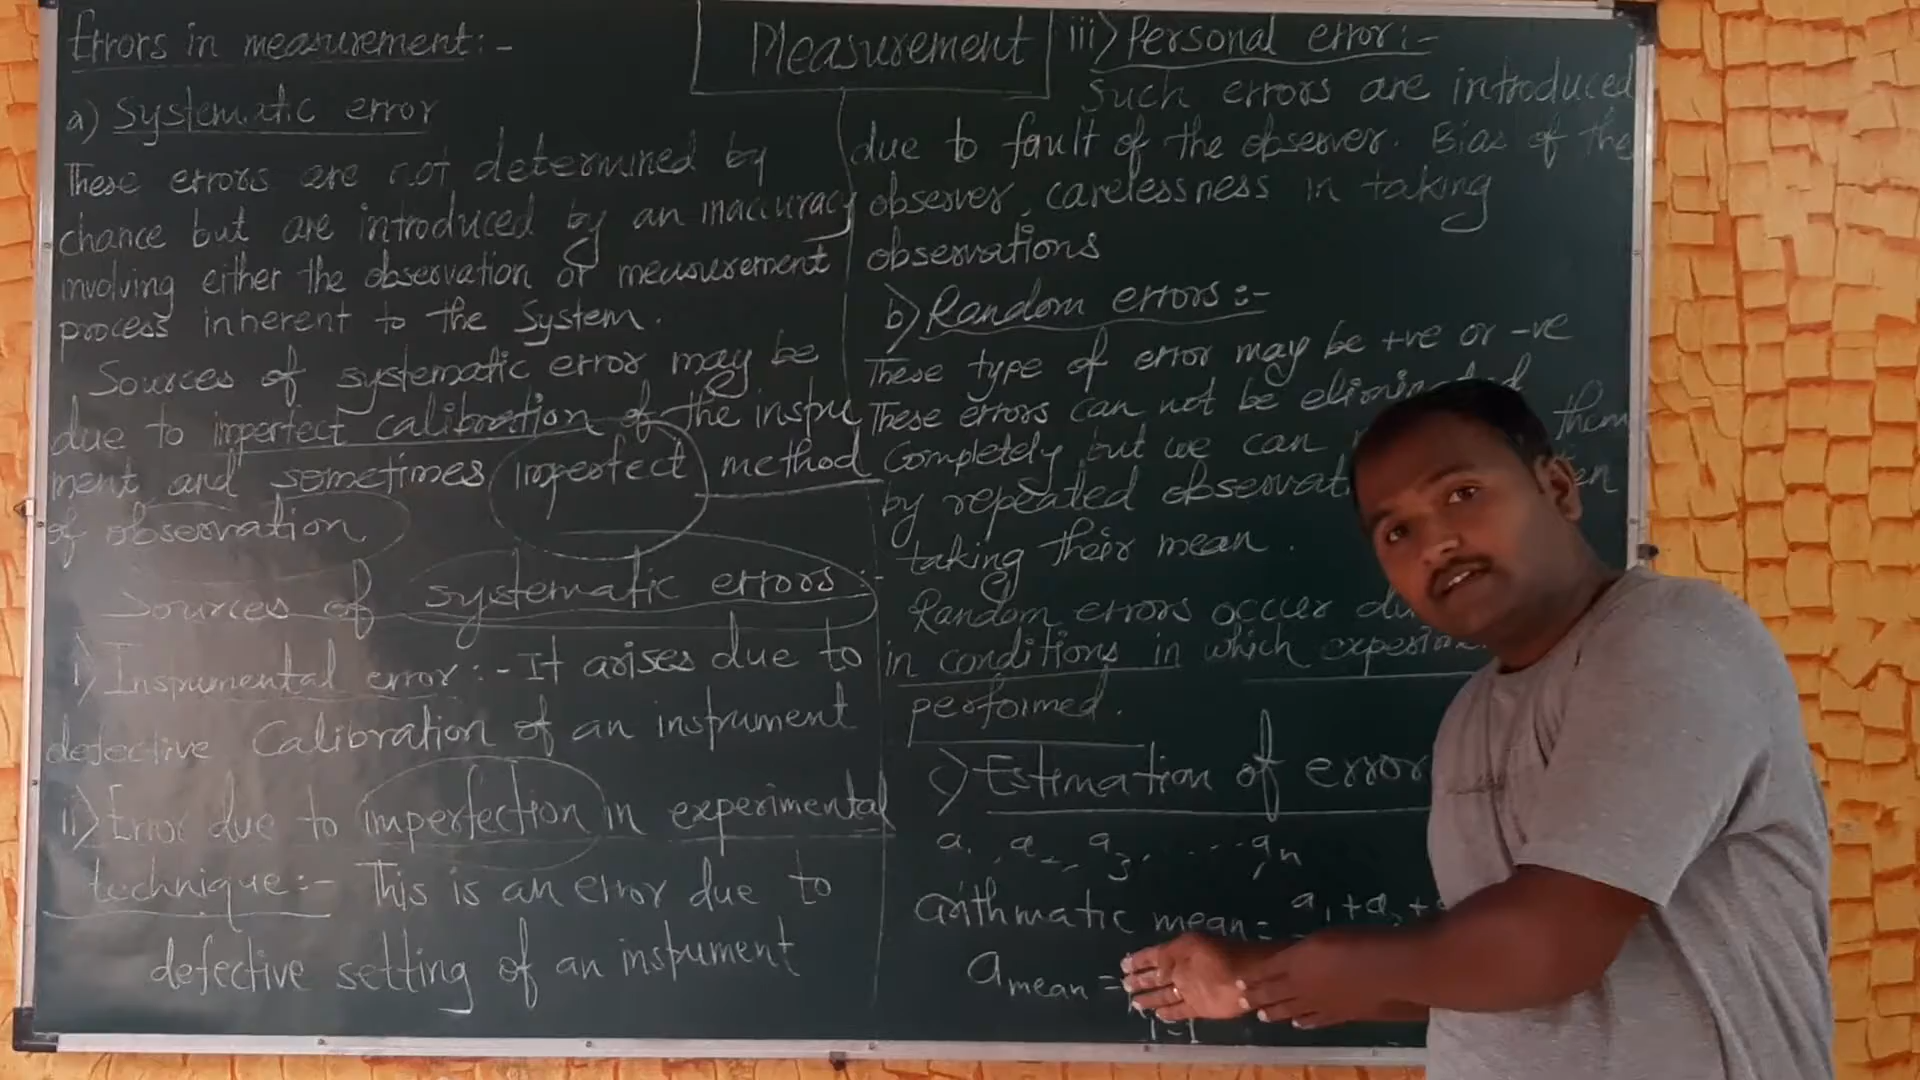 Measurement
Errors in measurement:-
a) Systematic error
These errors are not determined by
chance but are introduced by an inaccuracy
involving either the observation or measurement
process inherent to the System.
Sources of systematic error may be
due to imperfect calibration of the instru
ment and sometimes imperfect method
of observation
Sources of systematic errors:-
i) Instrumental error:- It arises due to
defective Calibration of an instrument
ii) Error due to imperfection in experimental
technique:- This is an error due to
defective setting of an instrument
iii) Personal error:-
Such errors are introduced
due to fault of the observer. Bias of the
observer, carelessness in taking
observations
b) Random errors:-
These type of error may be +ve or -ve
These errors can not be eliminated
Completely, but we can them
by repeated
taking their mean.
Random errors occur
in conditions in which
performed.
c) Estimation of error
a1, a2, a3, ..... an
arithmatic mean = a1+a2+
amean =
i=1